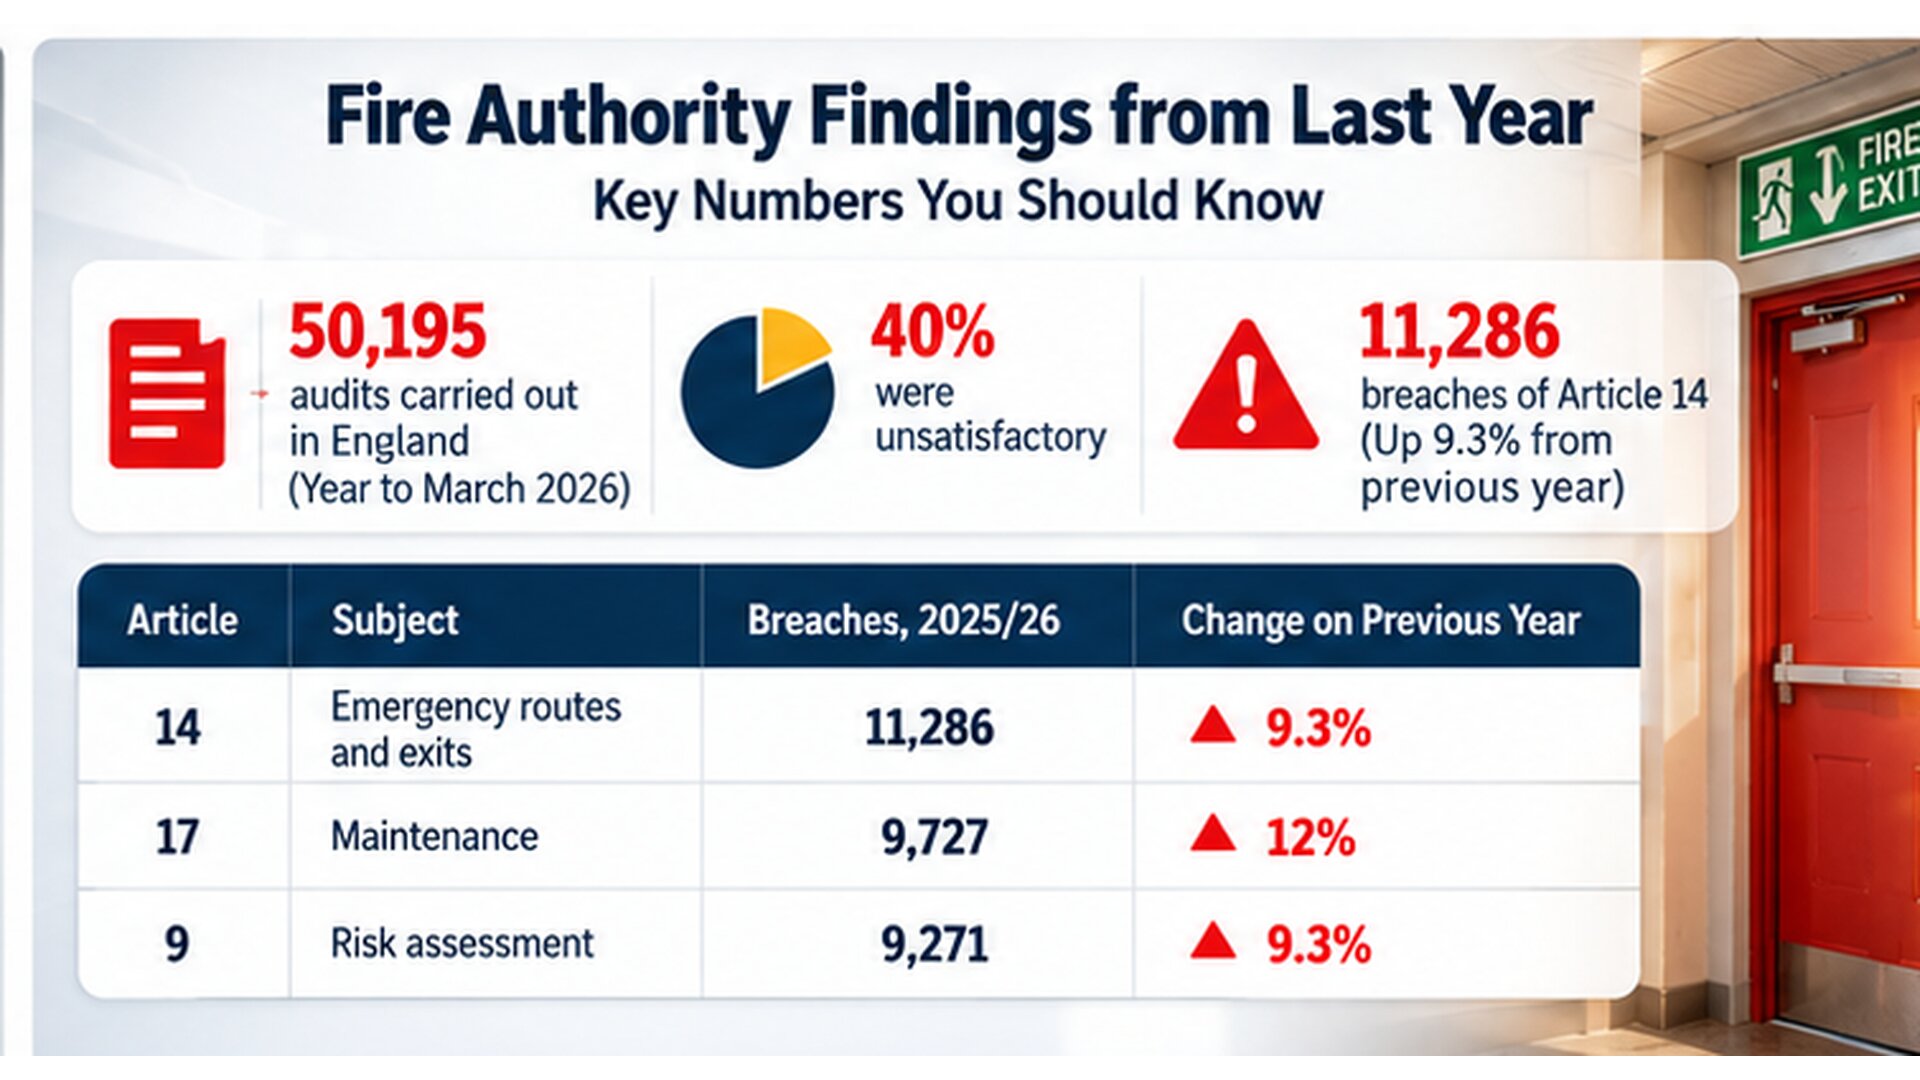 Fire Authority Findings from Last Year
Key Numbers You Should Know
50,195
audits carried out
in England
(Year to March 2026)
40%
were
unsatisfactory
11,286
breaches of Article 14
(Up 9.3% from
previous year)
FIRE
EXIT
Article Subject Breaches, 2025/26 Change on Previous Year
14 Emergency routes
and exits 11,286 ▲ 9.3%
17 Maintenance 9,727 ▲ 12%
9 Risk assessment 9,271 ▲ 9.3%